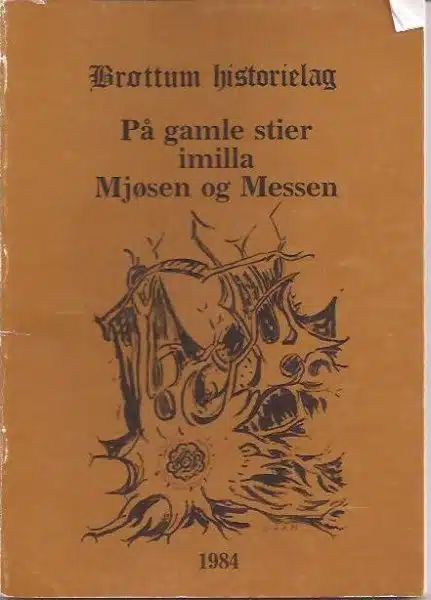 Brøttum historielag
På gamle stier
imilla
Mjøsen og Messen
1984